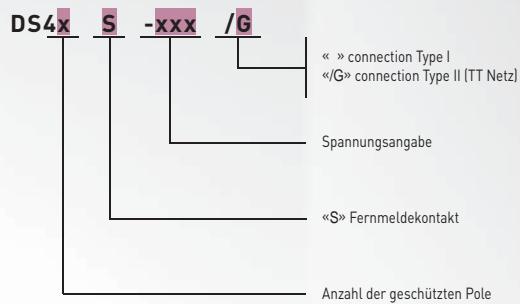 DS4x S -xxx /G
« » connection Type I
«/G» connection Type II (TT Netz)
Spannungsangabe
«S» Fernmeldekontakt
Anzahl der geschützten Pole